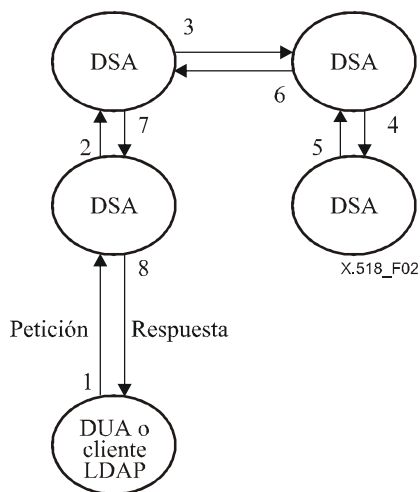 3
DSA
DSA
6
2
7
5
4
DSA
DSA
X.518_F02
8
Petición
Respuesta
1
DUA o
cliente
LDAP